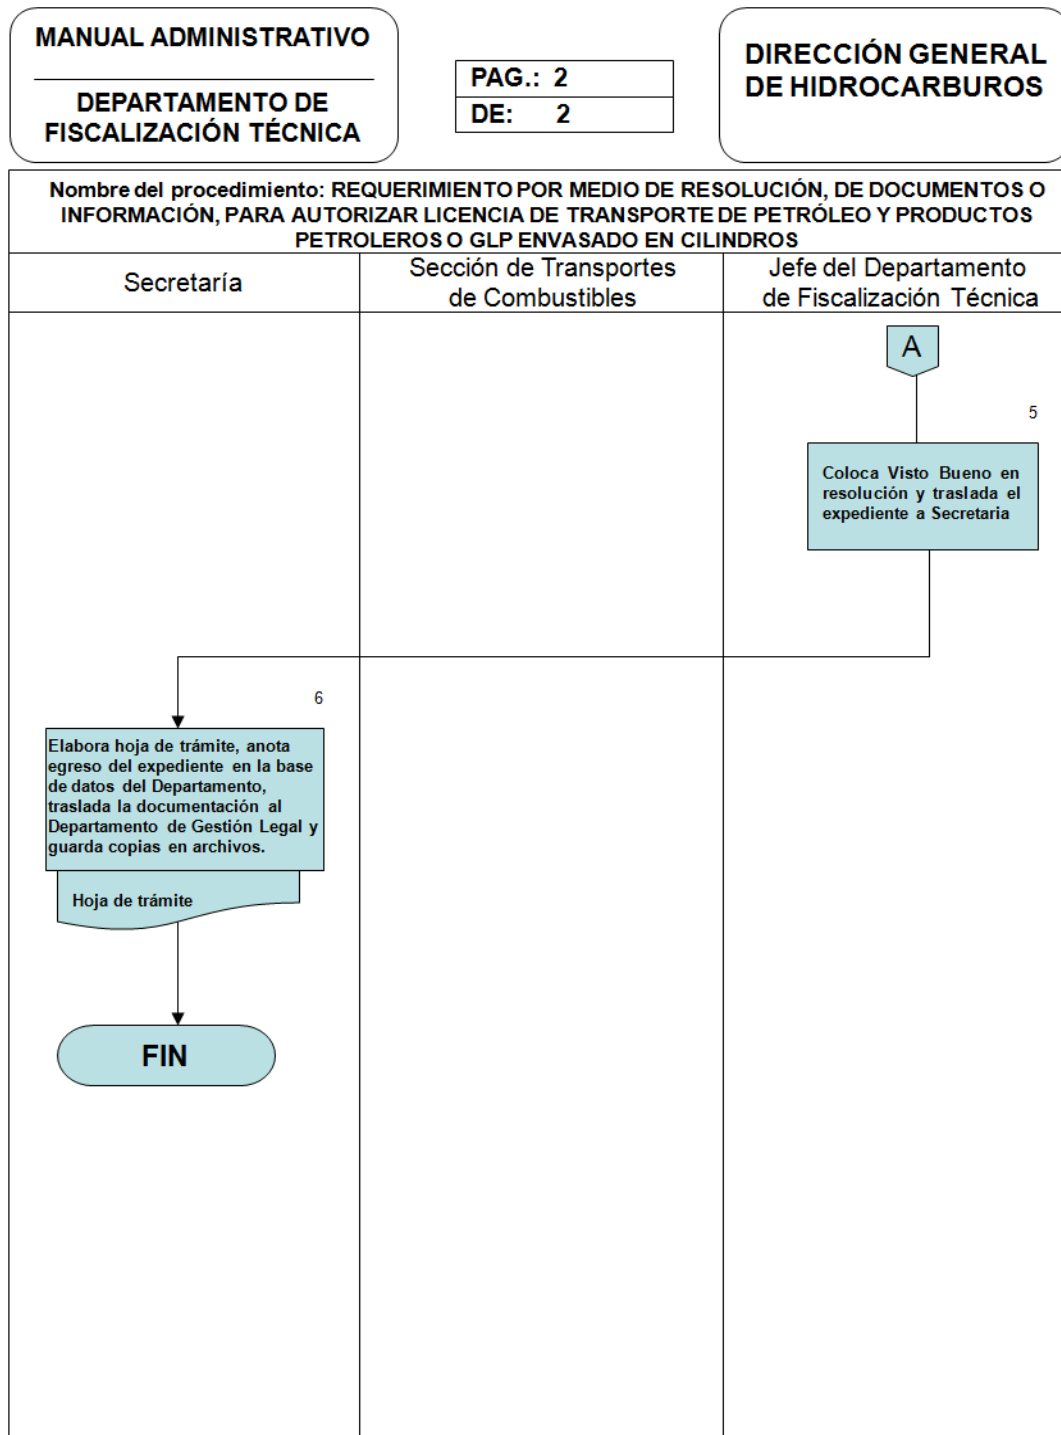 MANUAL ADMINISTRATIVO
DEPARTAMENTO DE
FISCALIZACIÓN TÉCNICA
PAG.: 2
DE: 2
DIRECCIÓN GENERAL
DE HIDROCARBUROS
Nombre del procedimiento: REQUERIMIENTO POR MEDIO DE RESOLUCIÓN, DE DOCUMENTOS O
INFORMACIÓN, PARA AUTORIZAR LICENCIA DE TRANSPORTE DE PETRÓLEO Y PRODUCTOS
PETROLEROS O GLP ENVASADO EN CILINDROS
Secretaría
Sección de Transportes
de Combustibles
Jefe del Departamento
de Fiscalización Técnica
A
5
Coloca Visto Bueno en
resolución y traslada el
expediente a Secretaria
6
Elabora hoja de trámite, anota
egreso del expediente en la base
de datos del Departamento,
traslada la documentación al
Departamento de Gestión Legal y
guarda copias en archivos.
Hoja de trámite
FIN